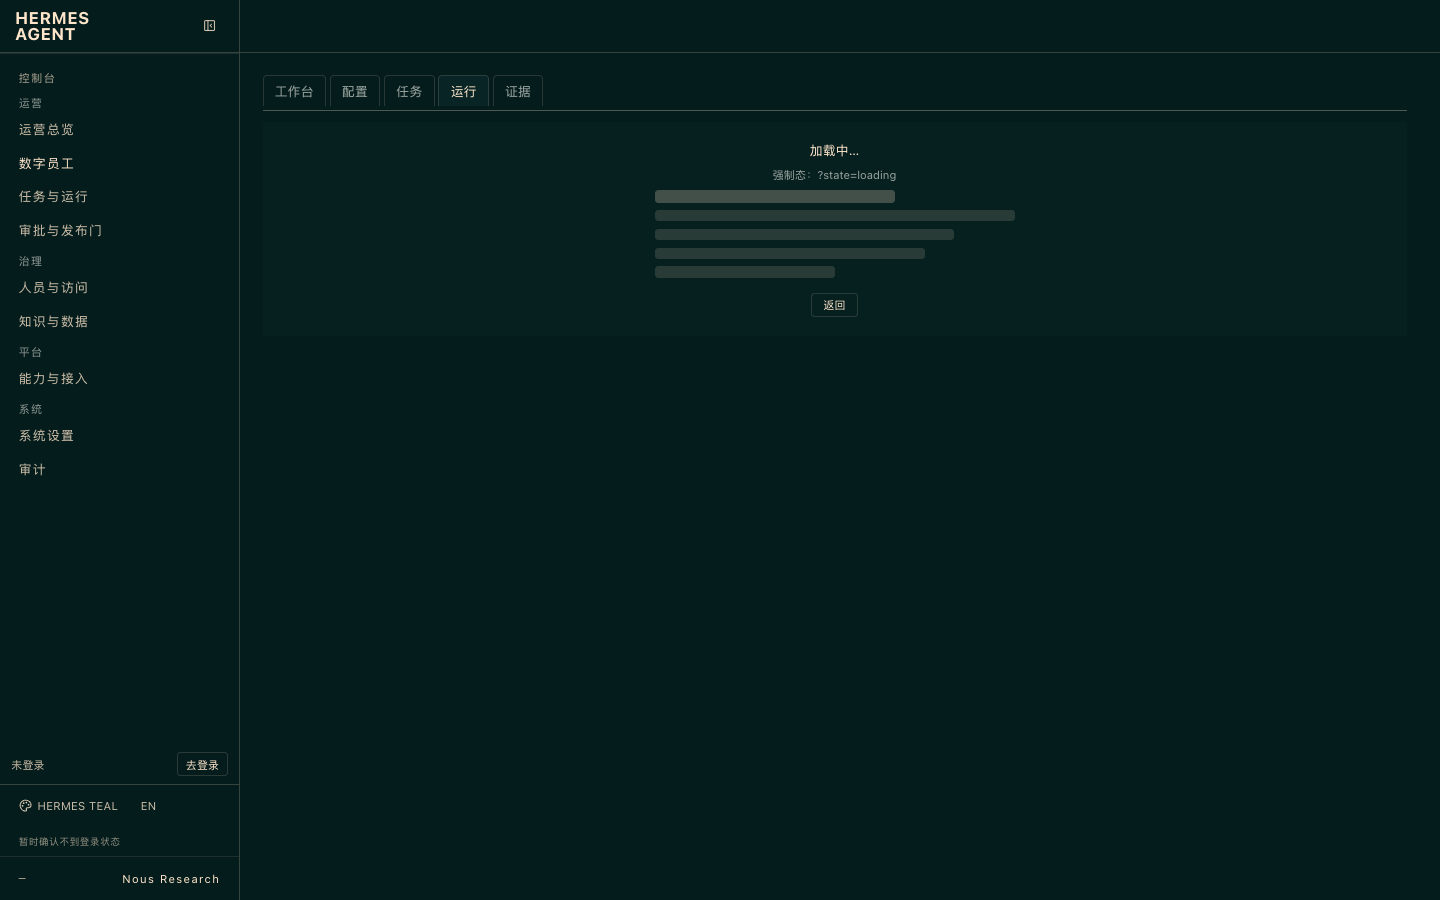 HERMES
AGENT
控制台
运营
运营总览
数字员工
任务与运行
审批与发布门
治理
人员与访问
知识与数据
平台
能力与接入
系统
系统设置
审计
未登录
去登录
HERMES TEAL
EN
暂时确认不到登录状态
—
Nous Research
工作台
配置
任务
运行
证据
加载中…
强制态：?state=loading
返回